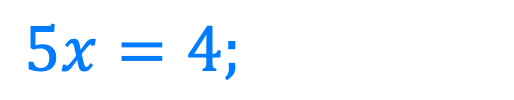 5x = 4;